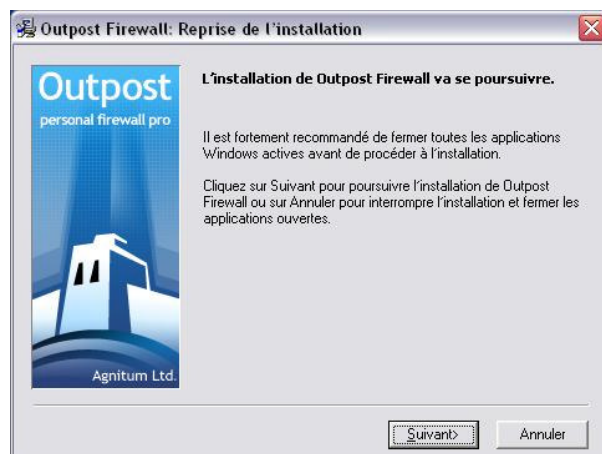 Outpost Firewall: Reprise de l'installation
Outpost
personal firewall pro
Agnitum Ltd.
L'installation de Outpost Firewall va se poursuivre.
Il est fortement recommandé de fermer toutes les applications
Windows actives avant de procéder à l'installation.
Cliquez sur Suivant pour poursuivre l'installation de Outpost
Firewall ou sur Annuler pour interrompre l'installation et fermer les
applications ouvertes.
Suivant>
Annuler